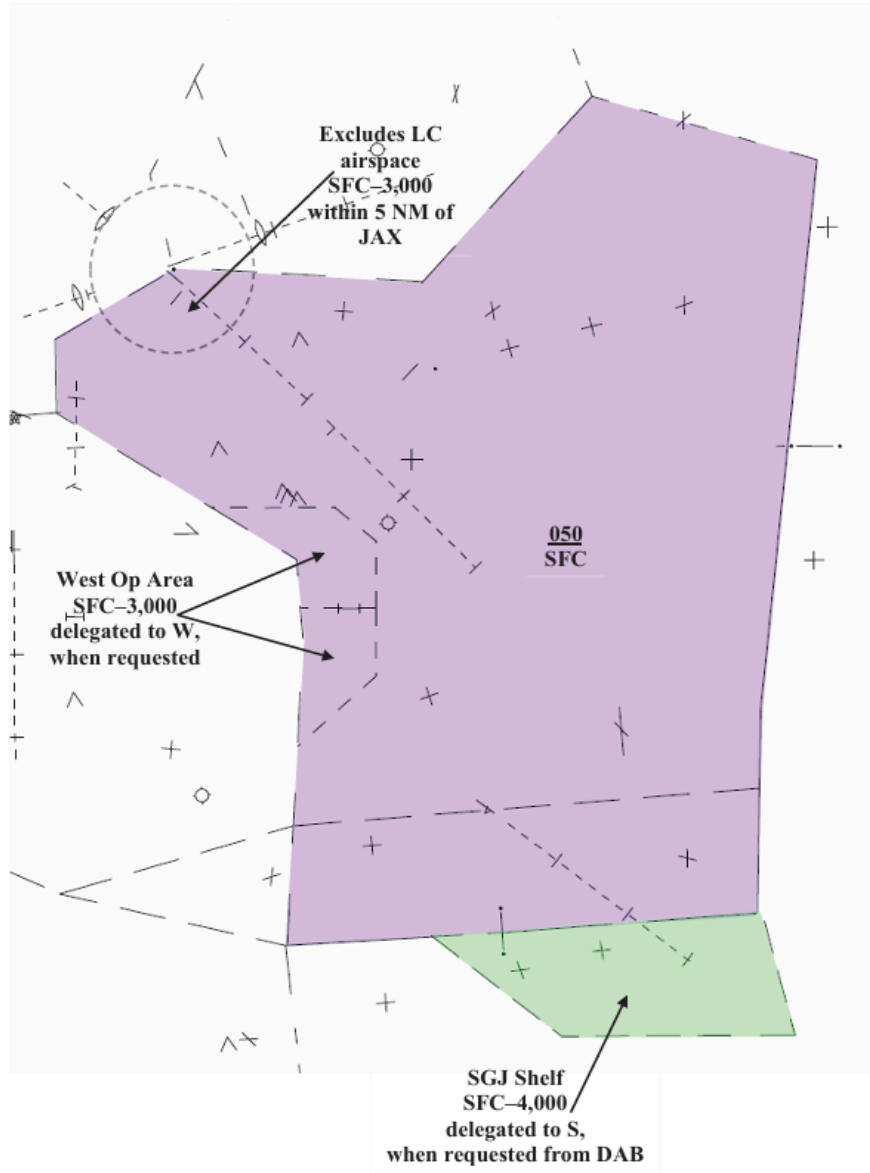 Excludes LC
airspace
SFC–3,000
within 5 NM of
JAX
050
SFC
West Op Area
SFC–3,000
delegated to W,
when requested
SGJ Shelf
SFC–4,000
delegated to S,
when requested from DAB